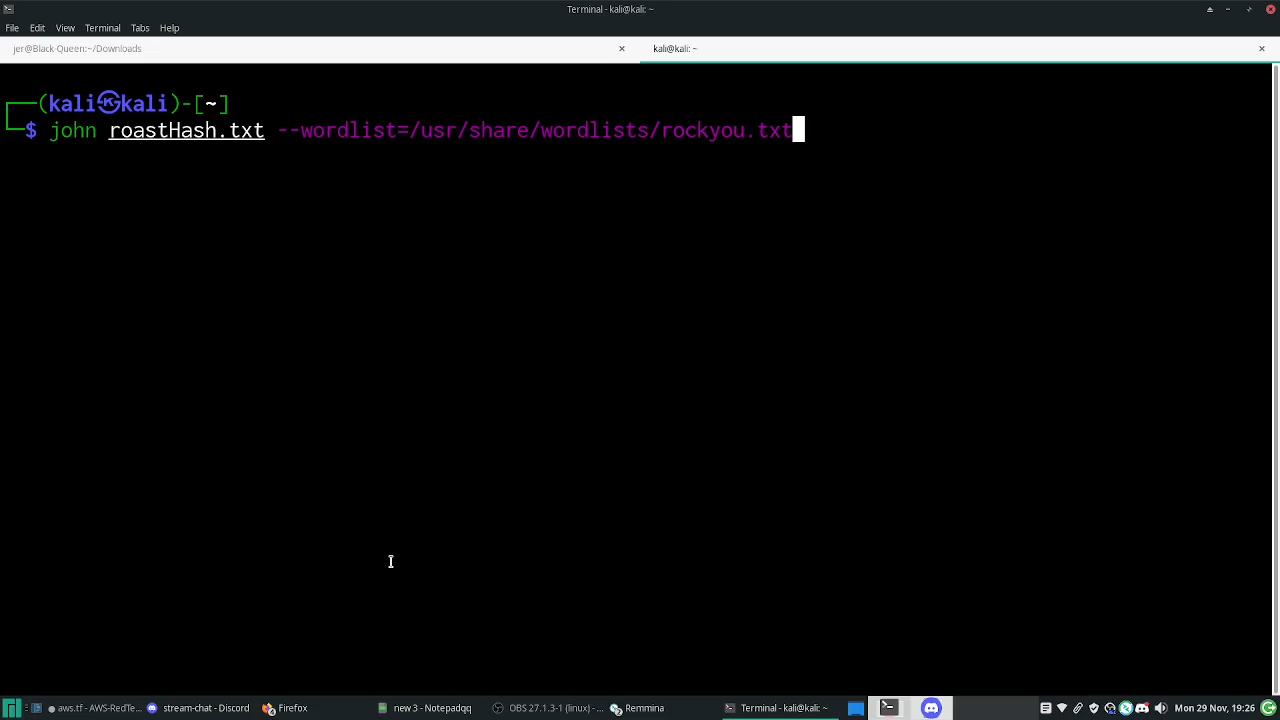 Terminal - kali@kali: ~
File Edit View Terminal Tabs Help
jer@Black-Queen:~/Downloads
kali@kali: ~
(kali㉿kali)-[~]
$ john roastHash.txt --wordlist=/usr/share/wordlists/rockyou.txt
aws.tf - AWS-RedTe... stream-chat - Discord Firefox new 3 - Notepadqq OBS 27.1.3-1 (linux) - ... Remmina Terminal - kali@kali: ~ Mon 29 Nov, 19:26